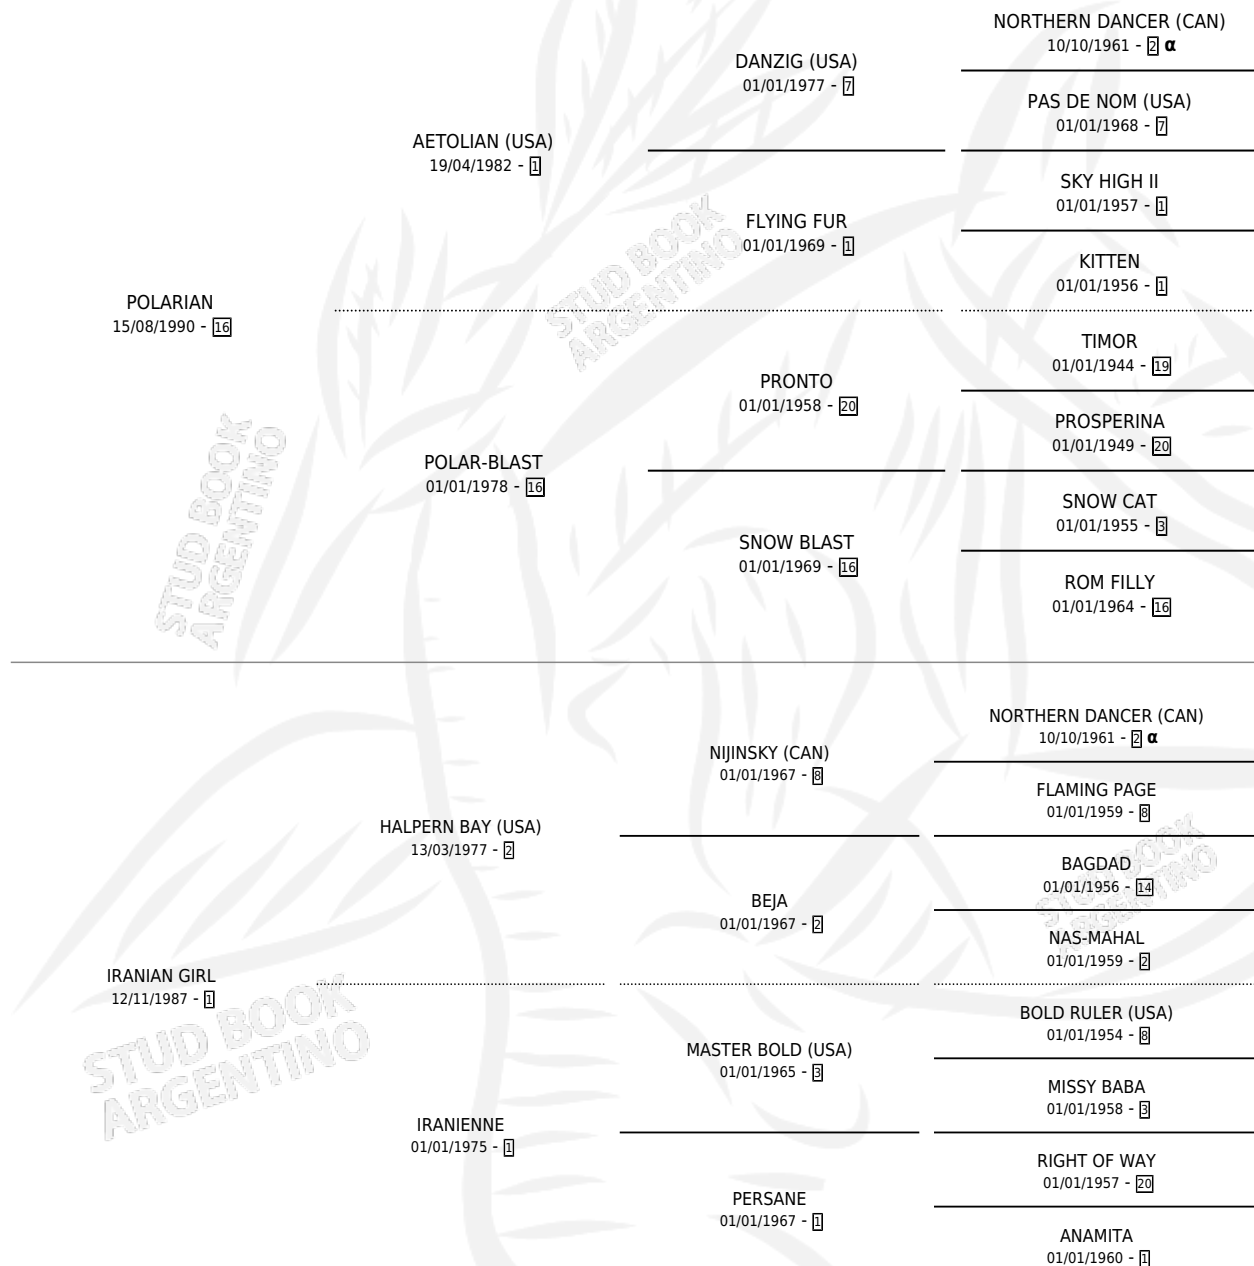 NORTHERN DANCER (CAN)
10/10/1961 - 2 α
DANZIG (USA)
01/01/1977 - 7
PAS DE NOM (USA)
01/01/1968 - 7
AETOLIAN (USA)
19/04/1982 - 1
SKY HIGH II
01/01/1957 - 1
FLYING FUR
01/01/1969 - 1
KITTEN
01/01/1956 - 1
POLARIAN
15/08/1990 - 16
TIMOR
01/01/1944 - 19
PRONTO
01/01/1958 - 20
PROSPERINA
01/01/1949 - 20
POLAR-BLAST
01/01/1978 - 16
SNOW CAT
01/01/1955 - 3
SNOW BLAST
01/01/1969 - 16
ROM FILLY
01/01/1964 - 16
NORTHERN DANCER (CAN)
10/10/1961 - 2 α
NIJINSKY (CAN)
01/01/1967 - 8
FLAMING PAGE
01/01/1959 - 8
HALPERN BAY (USA)
13/03/1977 - 2
BAGDAD
01/01/1956 - 14
BEJA
01/01/1967 - 2
NAS-MAHAL
01/01/1959 - 2
IRANIAN GIRL
12/11/1987 - 1
BOLD RULER (USA)
01/01/1954 - 8
MASTER BOLD (USA)
01/01/1965 - 3
MISSY BABA
01/01/1958 - 3
IRANIENNE
01/01/1975 - 1
RIGHT OF WAY
01/01/1957 - 20
PERSANE
01/01/1967 - 1
ANAMITA
01/01/1960 - 1
STUD BOOK
ARGENTINO
STUD BOOK
ARGENTINO
STUD BOOK
ARGENTINO
STUD BOOK
ARGENTINO